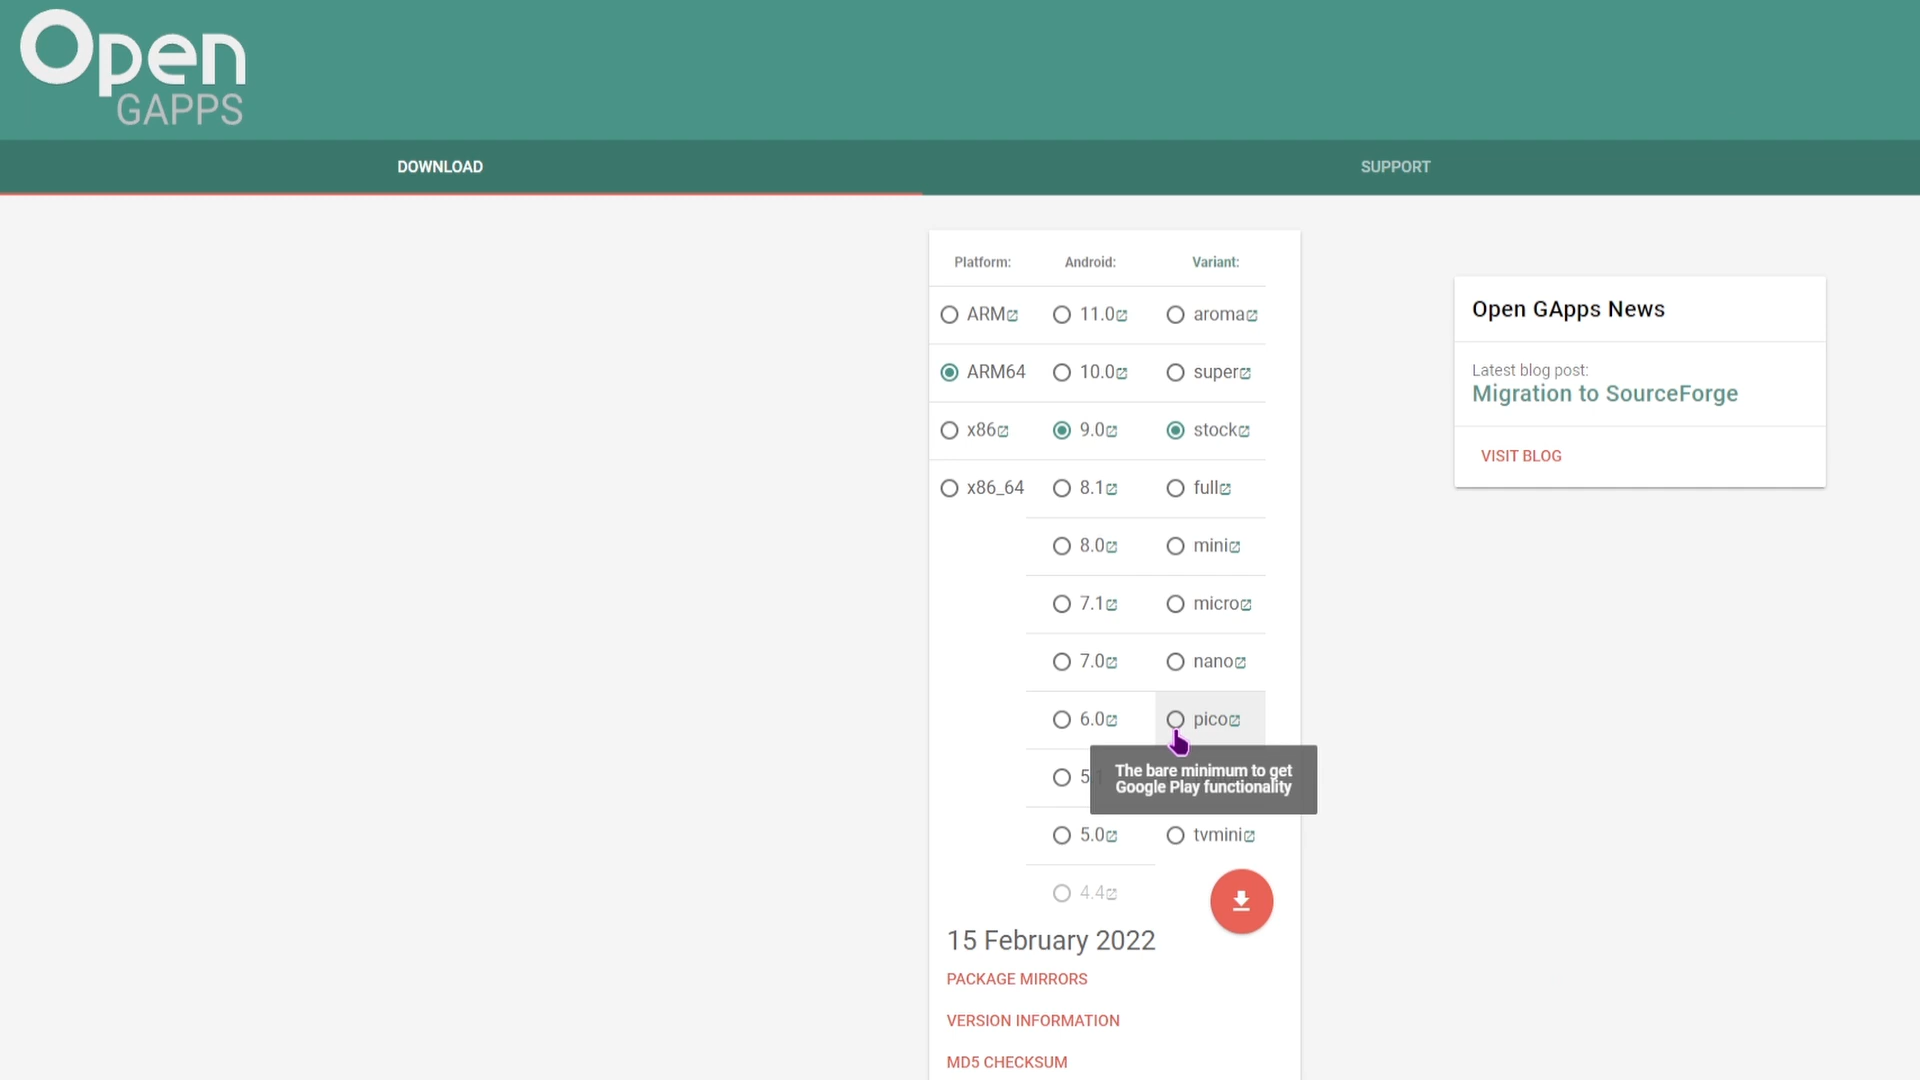 Open
GAPPS
DOWNLOAD
SUPPORT
Platform: Android: Variant:
ARM 11.0 aroma
ARM64 10.0 super
x86 9.0 stock
x86_64 8.1 full
8.0 mini
7.1 micro
7.0 nano
6.0 pico
5
The bare minimum to get
Google Play functionality
5.0 tvmini
4.4
15 February 2022
PACKAGE MIRRORS
VERSION INFORMATION
MD5 CHECKSUM
Open GApps News
Latest blog post:
Migration to SourceForge
VISIT BLOG